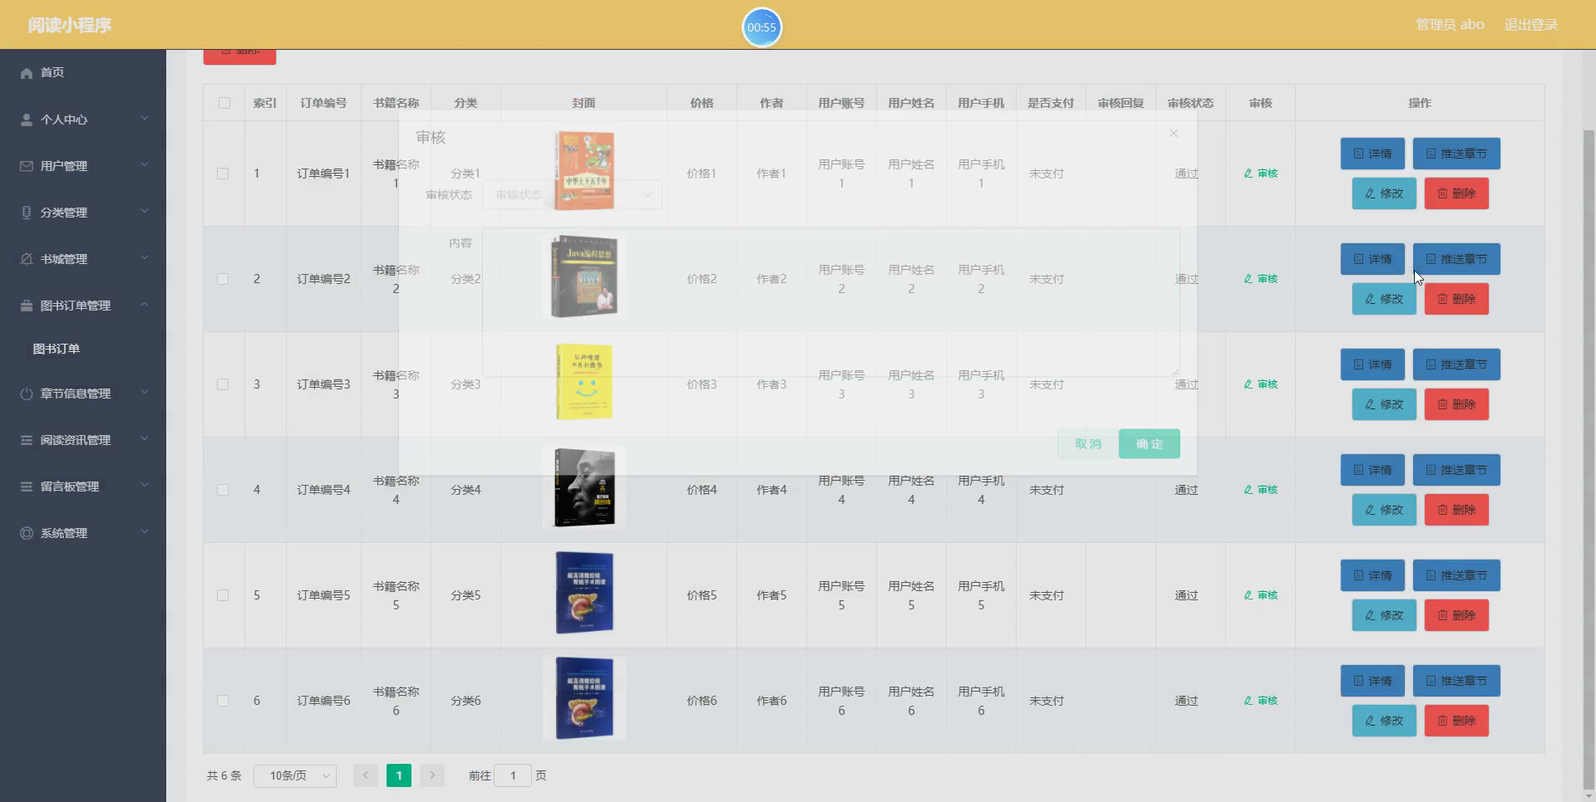 阅读小程序
00:55
管理员 abo 退出登录
首页
个人中心
用户管理
分类管理
书城管理
图书订单管理
图书订单
章节信息管理
阅读资讯管理
留言板管理
系统管理
删除
索引 订单编号 书籍名称 分类 封面 价格 作者 用户账号 用户姓名 用户手机 是否支付 审核回复 审核状态 审核 操作
审核
审核状态 审核状态
内容
取消 确定
1 订单编号1 书籍名称1 分类1 中华上下五千年 价格1 作者1 用户账号1 用户姓名1 用户手机1 未支付 通过 审核 详情 推送章节 修改 删除
2 订单编号2 书籍名称2 分类2 Java编程思想 价格2 作者2 用户账号2 用户姓名2 用户手机2 未支付 通过 审核 详情 推送章节 修改 删除
3 订单编号3 书籍名称3 分类3 价格3 作者3 用户账号3 用户姓名3 用户手机3 未支付 通过 审核 详情 推送章节 修改 删除
4 订单编号4 书籍名称4 分类4 价格4 作者4 用户账号4 用户姓名4 用户手机4 未支付 通过 审核 详情 推送章节 修改 删除
5 订单编号5 书籍名称5 分类5 价格5 作者5 用户账号5 用户姓名5 用户手机5 未支付 通过 审核 详情 推送章节 修改 删除
6 订单编号6 书籍名称6 分类6 价格6 作者6 用户账号6 用户姓名6 用户手机6 未支付 通过 审核 详情 推送章节 修改 删除
共 6 条 10条/页 1 前往 1 页